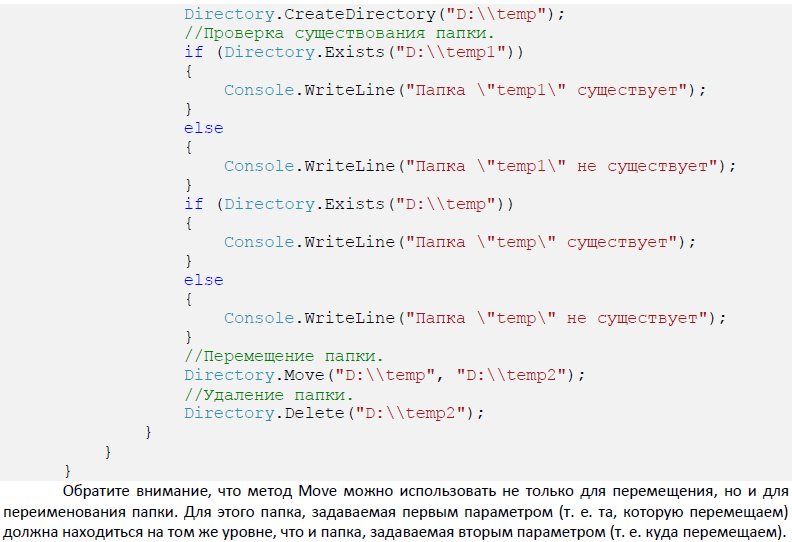 Directory.CreateDirectory("D:\\temp");
//Проверка существования папки.
if (Directory.Exists("D:\\temp1"))
{
Console.WriteLine("Папка \"temp1\" существует");
}
else
{
Console.WriteLine("Папка \"temp1\" не существует");
}
if (Directory.Exists("D:\\temp"))
{
Console.WriteLine("Папка \"temp\" существует");
}
else
{
Console.WriteLine("Папка \"temp\" не существует");
}
//Перемещение папки.
Directory.Move("D:\\temp", "D:\\temp2");
//Удаление папки.
Directory.Delete("D:\\temp2");
}
}
}
Обратите внимание, что метод Move можно использовать не только для перемещения, но и для
переименования папки. Для этого папка, задаваемая первым параметром (т. е. та, которую перемещаем)
должна находиться на том же уровне, что и папка, задаваемая вторым параметром (т. е. куда перемещаем).